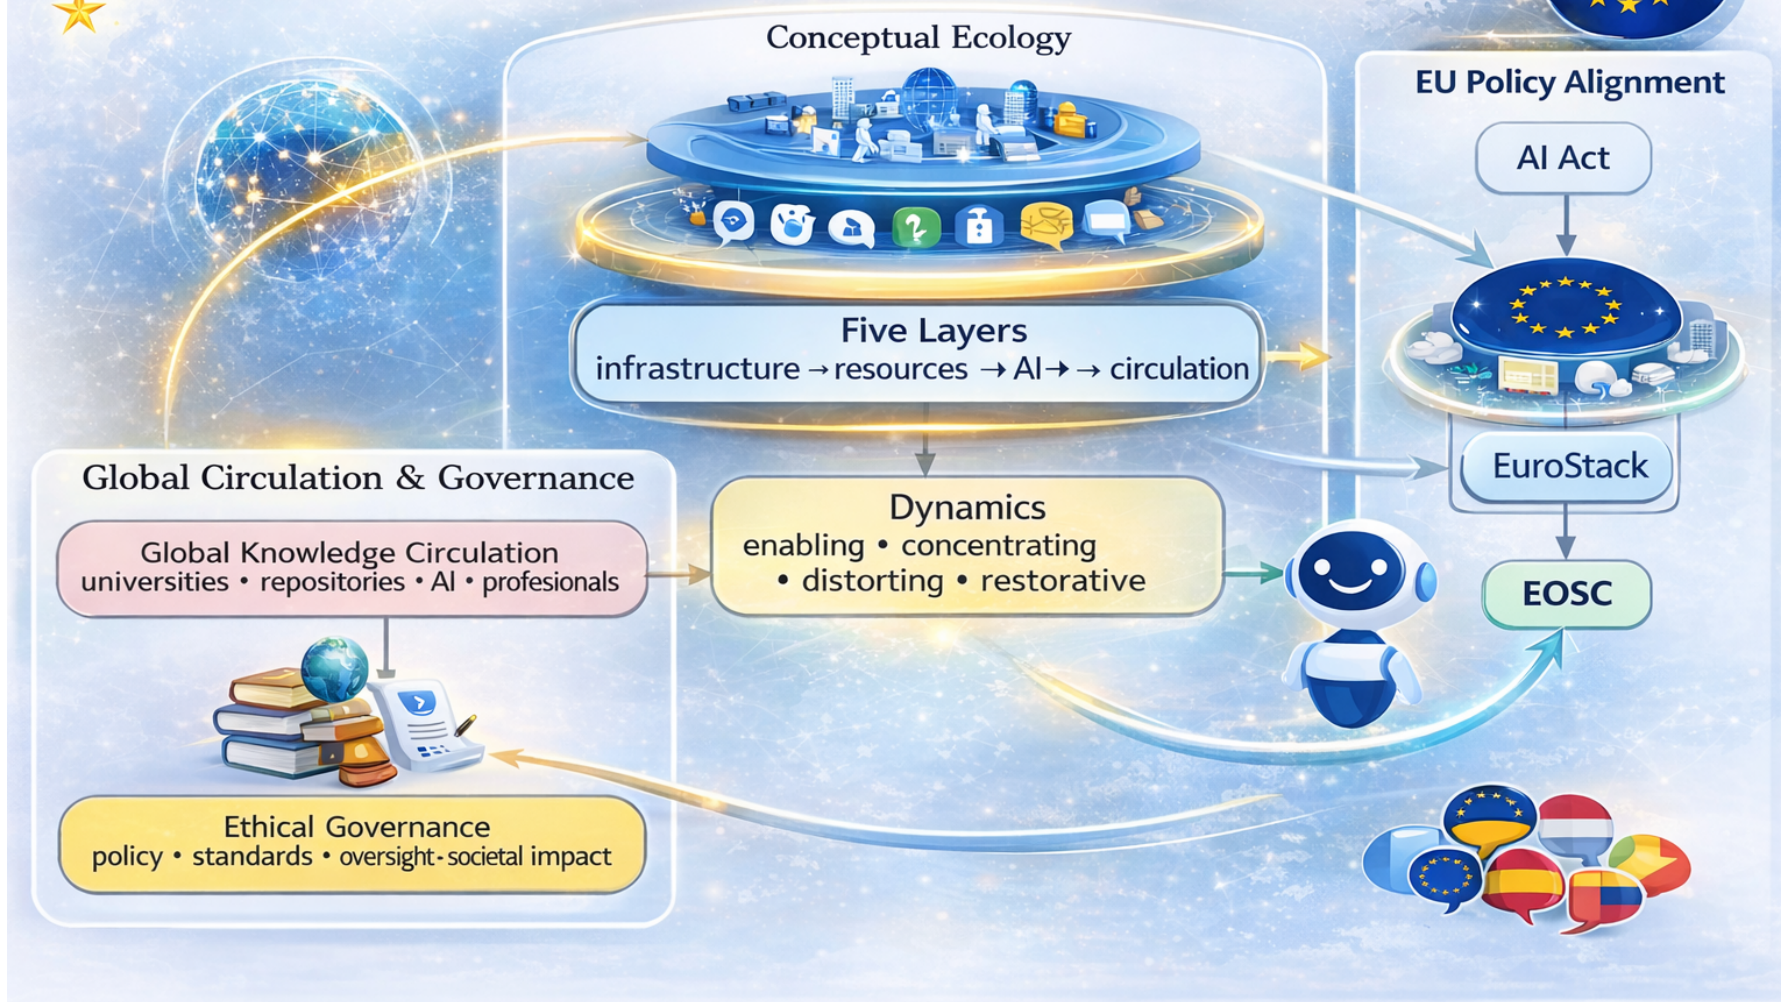 Conceptual Ecology
Five Layers
infrastructure → resources → AI→ → circulation
EU Policy Alignment
AI Act
EuroStack
EOSC
Global Circulation & Governance
Global Knowledge Circulation
universities • repositories • AI • profesionals
Dynamics
enabling • concentrating
• distorting • restorative
Ethical Governance
policy • standards • oversight • societal impact